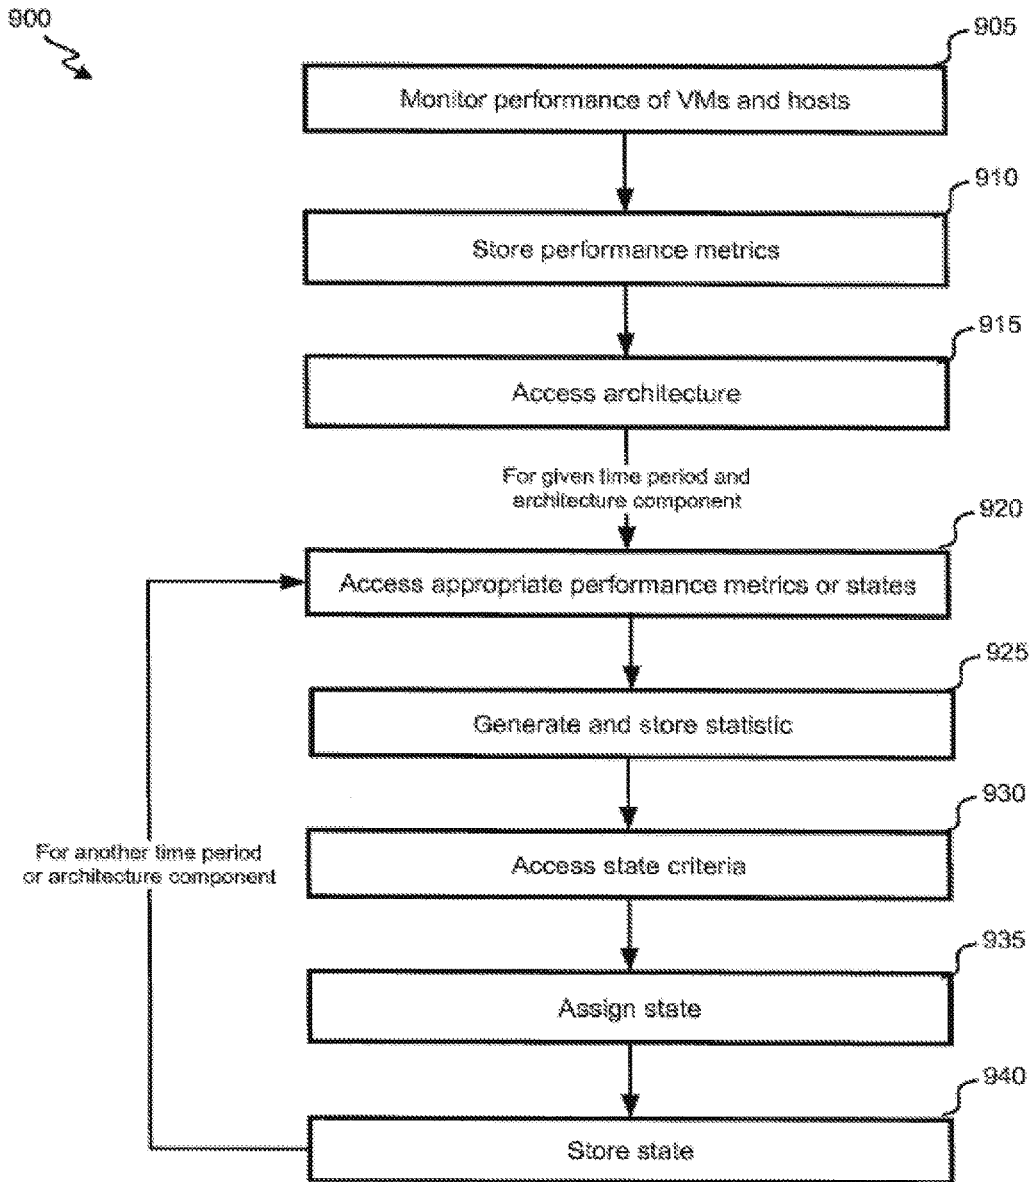 900
905
Monitor performance of VMs and hosts
910
Store performance metrics
915
Access architecture
For given time period and
architecture component
920
Access appropriate performance metrics or states
925
Generate and store statistic
930
Access state criteria
For another time period
or architecture component
935
Assign state
940
Store state